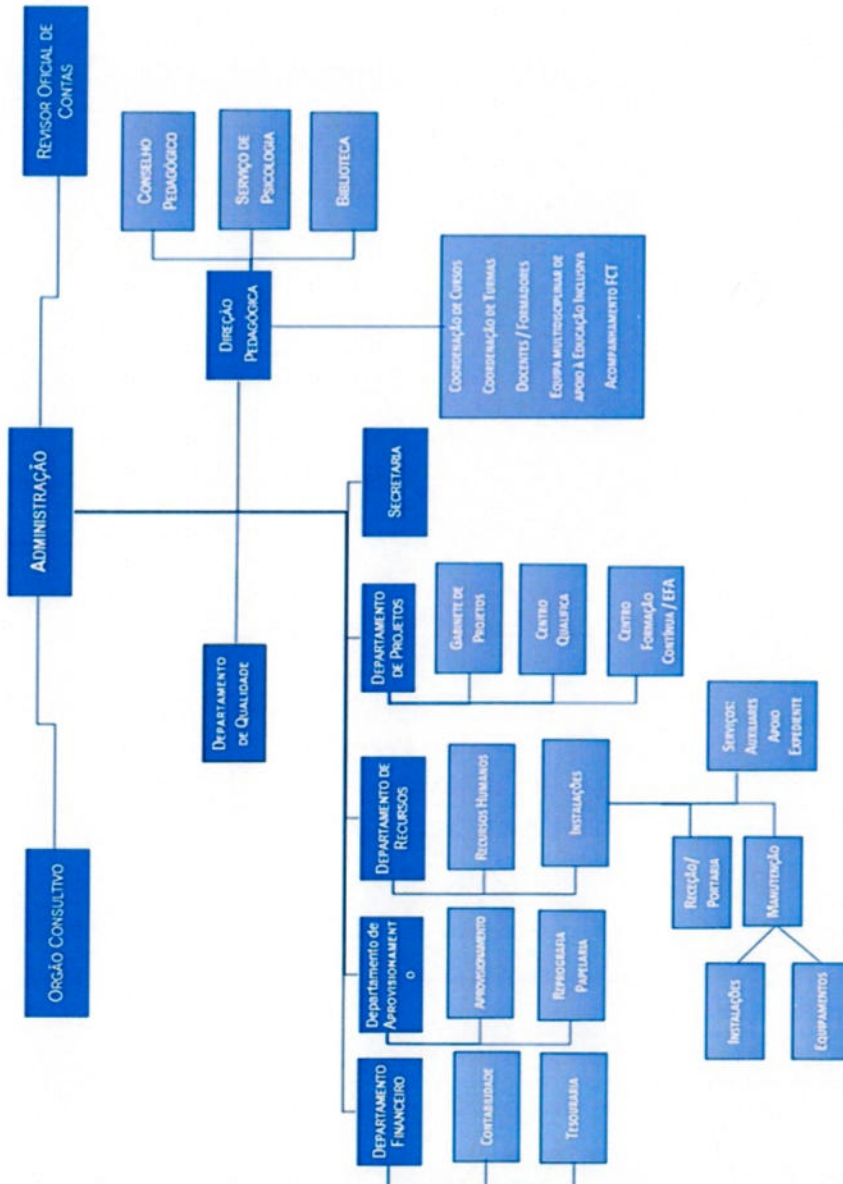 ORGÃO CONSULTIVO
ADMINISTRAÇÃO
REVISOR OFICIAL DE
CONTAS
DEPARTAMENTO
DE QUALIDADE
DIREÇÃO
PEDAGÓGICA
CONSELHO
PEDAGÓGICO
SERVIÇO DE
PSICOLOGIA
BIBLIOTECA
COORDENAÇÃO DE CURSOS
COORDENAÇÃO DE TURMAS
DOCENTES / FORMADORES
EQUIPA MULTIDISCIPLINAR DE
APOIO À EDUCAÇÃO INCLUSIVA
ACOMPANHAMENTO FCT
DEPARTAMENTO
FINANCEIRO
CONTABILIDADE
TESOURARIA
Departamento de
APROVISIONAMENT
O
APROVISIONAMENTO
REPROGRAFIA
PAPELARIA
DEPARTAMENTO DE
RECURSOS
RECURSOS HUMANOS
INSTALAÇÕES
RECEÇÃO/
PORTARIA
MANUTENÇÃO
INSTALAÇÕES
EQUIPAMENTOS
SERVIÇOS:
AUXILIARES
APOIO
EXPEDIENTE
DEPARTAMENTO
DE PROJETOS
GABINETE DE
PROJETOS
CENTRO
QUALIFICA
CENTRO
FORMAÇÃO
CONTÍNUA / EFA
SECRETARIA